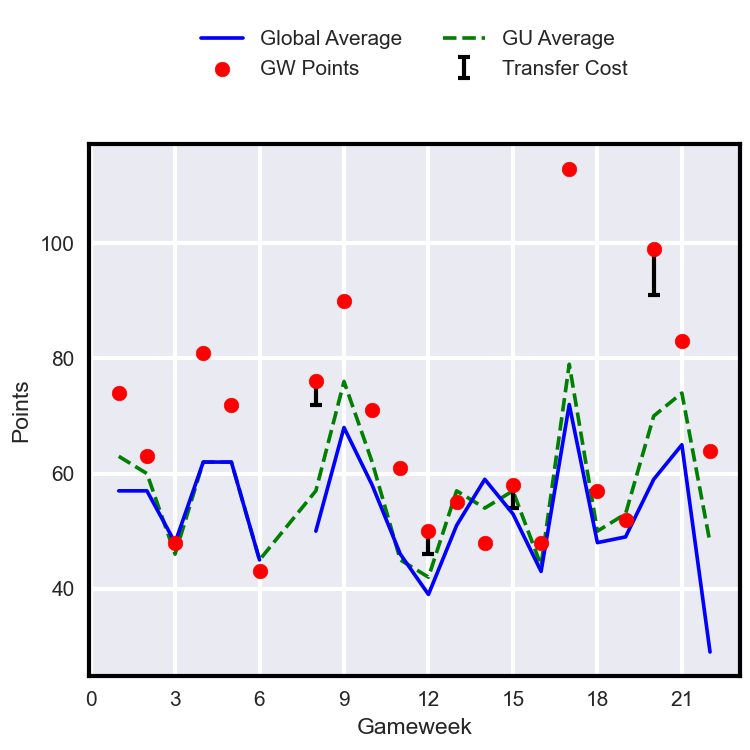 Global Average GU Average
GW Points Transfer Cost
100
80
60
40
Points
0 3 6 9 12 15 18 21
Gameweek